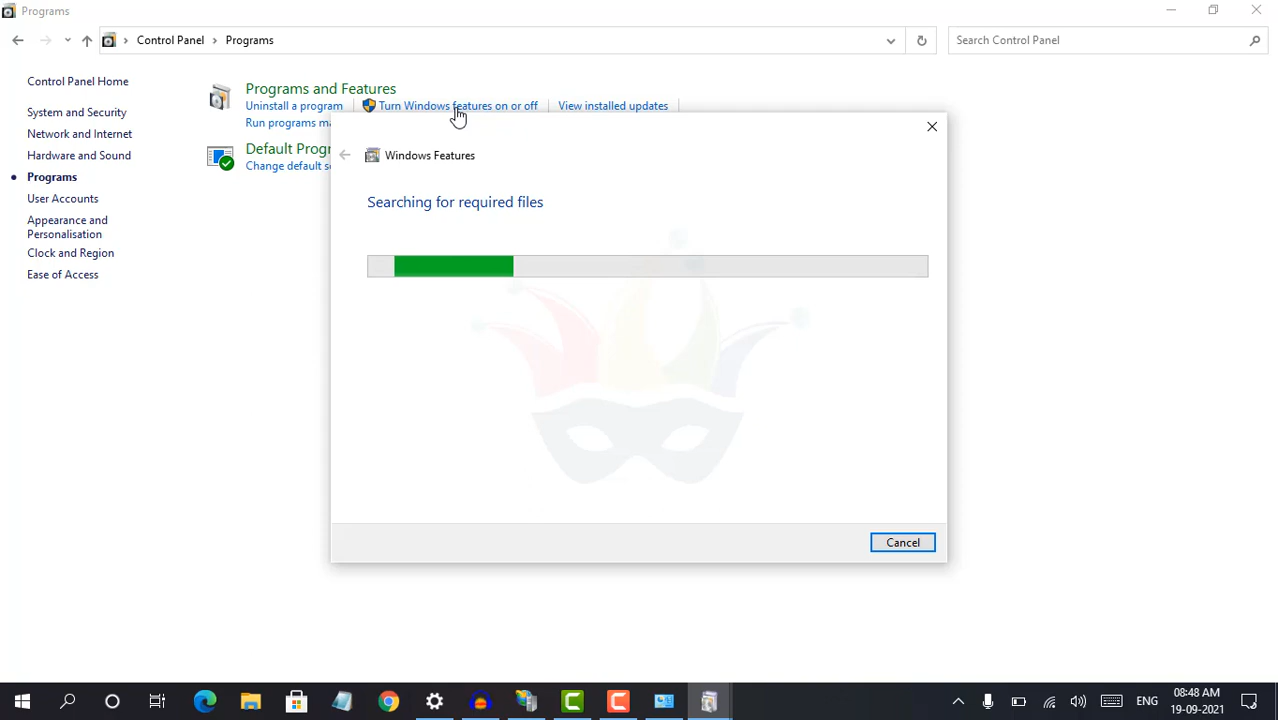 Programs
Control Panel > Programs
Search Control Panel
Control Panel Home
System and Security
Network and Internet
Hardware and Sound
Programs
User Accounts
Appearance and
Personalisation
Clock and Region
Ease of Access
Programs and Features
Uninstall a program
Turn Windows features on or off
View installed updates
Run programs ma
Default Progr
Change default s
Windows Features
Searching for required files
Cancel
ENG
08:48 AM
19-09-2021